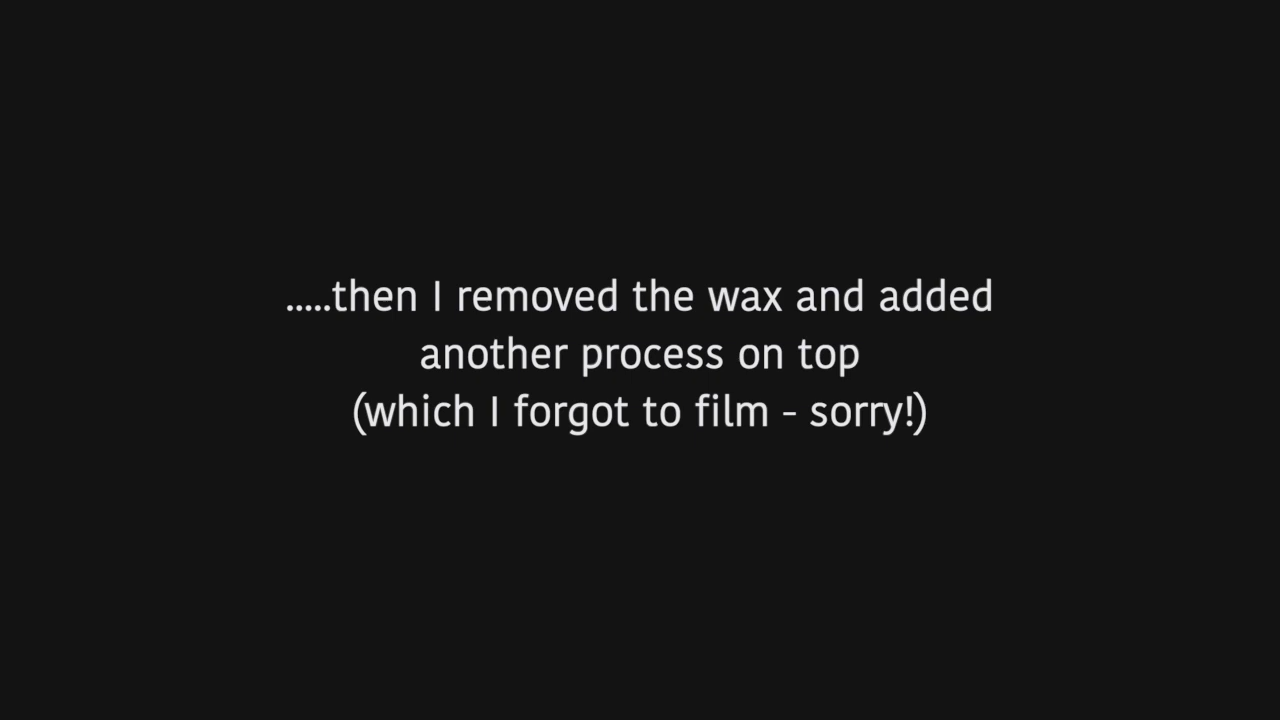 .....then I removed the wax and added
another process on top
(which I forgot to film - sorry!)